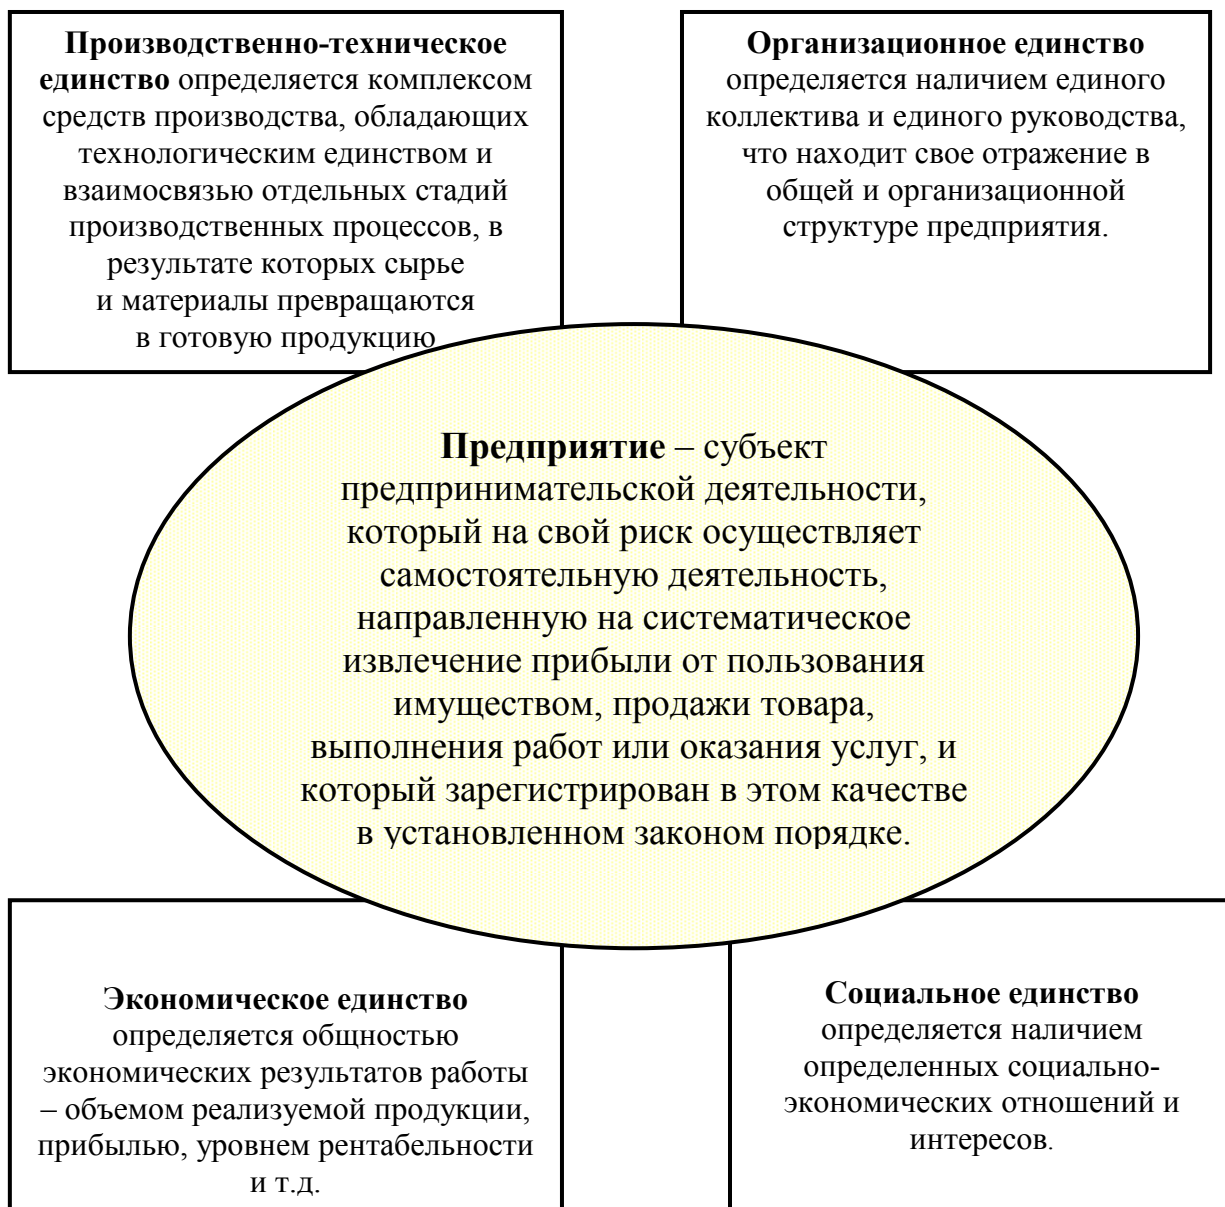 Производственно-техническое
единство определяется комплексом
средств производства, обладающих
технологическим единством и
взаимосвязью отдельных стадий
производственных процессов, в
результате которых сырье
и материалы превращаются
в готовую продукцию
Организационное единство
определяется наличием единого
коллектива и единого руководства,
что находит свое отражение в
общей и организационной
структуре предприятия.
Предприятие – субъект
предпринимательской деятельности,
который на свой риск осуществляет
самостоятельную деятельность,
направленную на систематическое
извлечение прибыли от пользования
имуществом, продажи товара,
выполнения работ или оказания услуг, и
который зарегистрирован в этом качестве
в установленном законом порядке.
Экономическое единство
определяется общностью
экономических результатов работы
– объемом реализуемой продукции,
прибылью, уровнем рентабельности
и т.д.
Социальное единство
определяется наличием
определенных социально-
экономических отношений и
интересов.